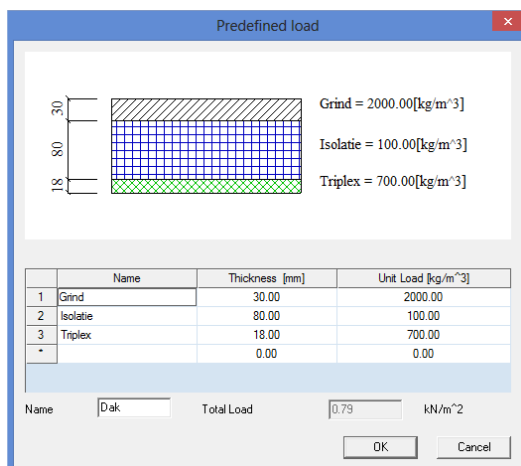 Predefined load
30
80
18
Grind = 2000.00[kg/m^3]
Isolatie = 100.00[kg/m^3]
Triplex = 700.00[kg/m^3]
Name Thickness [mm] Unit Load [kg/m^3]
1 Grind 30.00 2000.00
2 Isolatie 80.00 100.00
3 Triplex 18.00 700.00
* 0.00 0.00
Name Dak Total Load 0.79 kN/m^2
OK Cancel